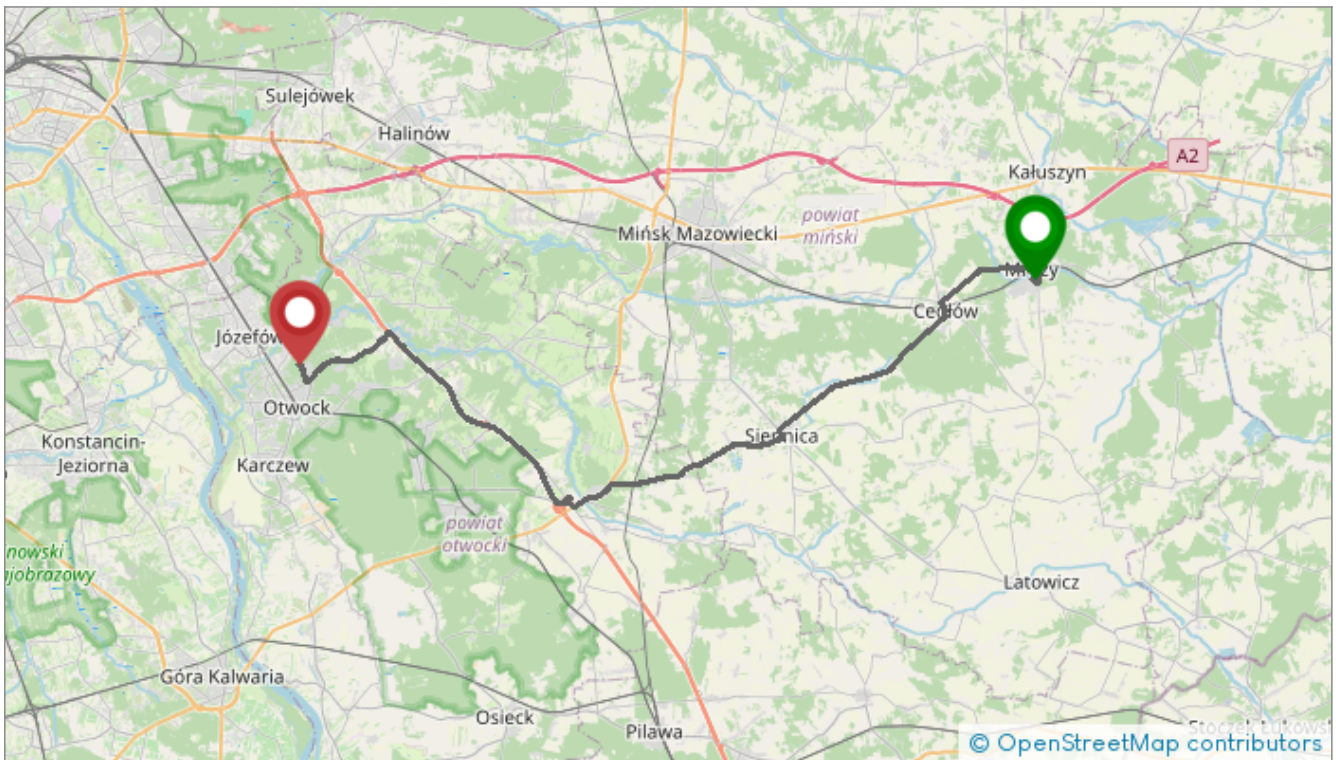 Sulejówek
Halinów
A2
Kałuszyn
powiat
miński
Mińsk Mazowiecki
Cegłów
Otwock
Siennica
Konstancin-
Jeziorna
Karczew
powiat
otwocki
Latowicz
Góra Kalwaria
Osieck
Pilawa
© OpenStreetMap contributors